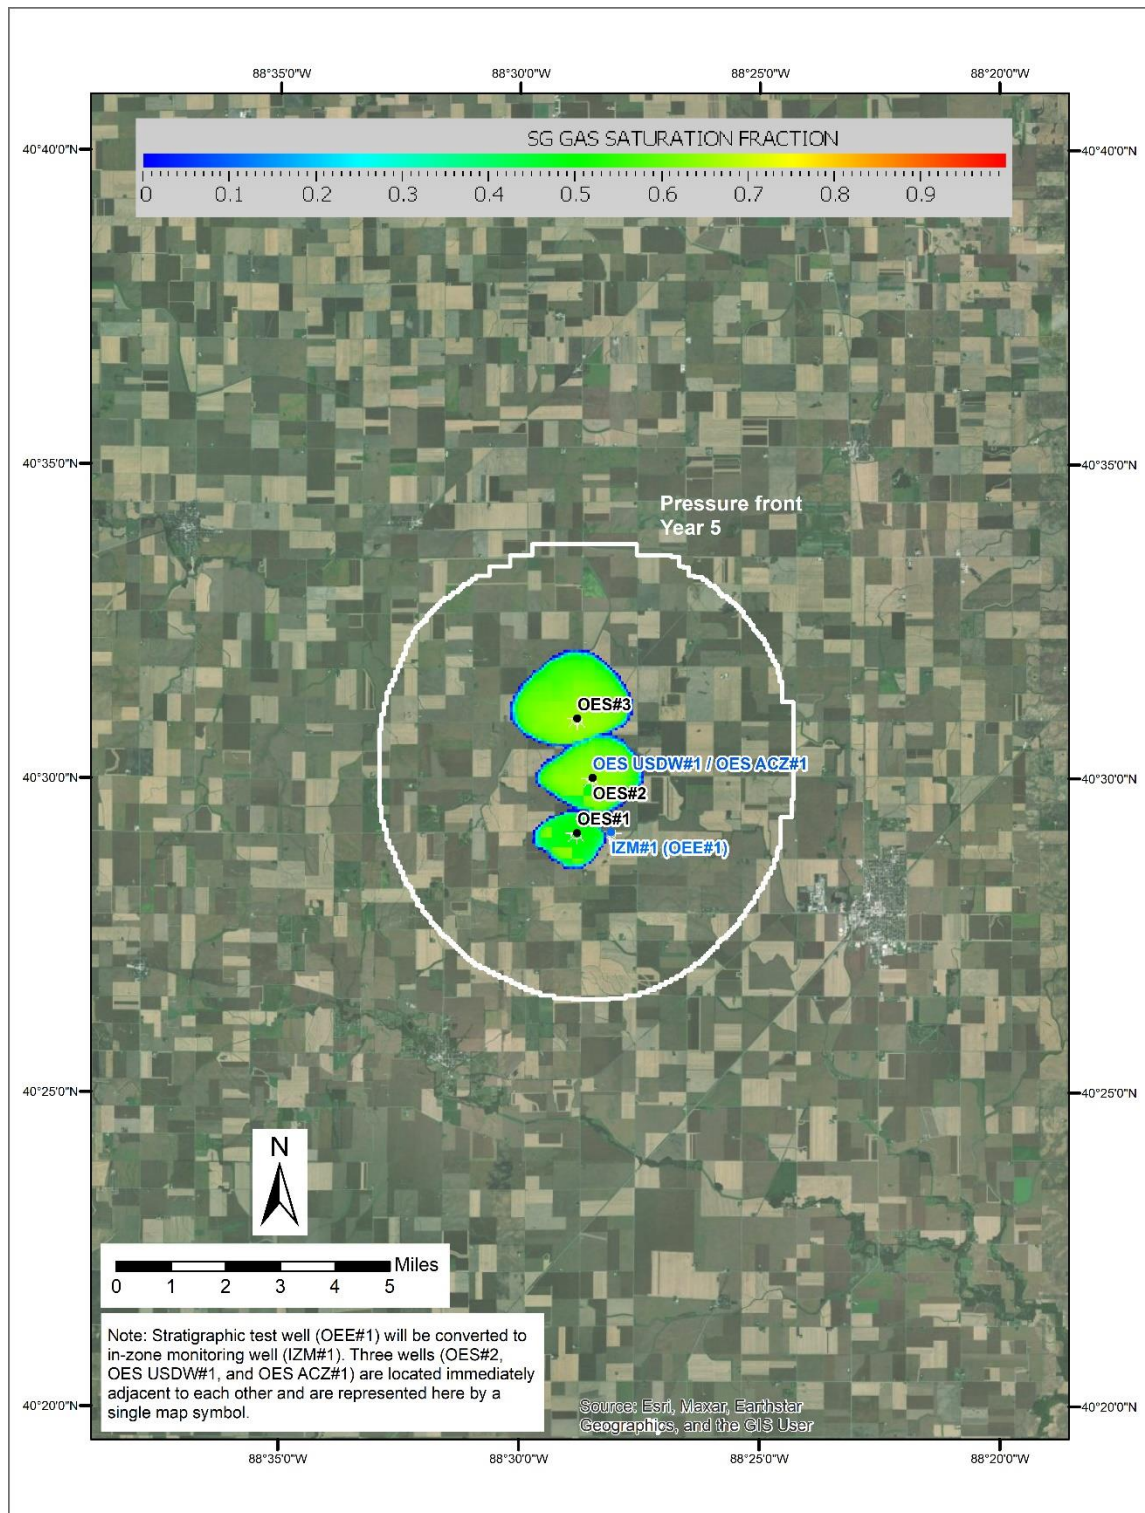 88°35'0"W 88°30'0"W 88°25'0"W 88°20'0"W
SG GAS SATURATION FRACTION
0 0.1 0.2 0.3 0.4 0.5 0.6 0.7 0.8 0.9
40°40'0"N 40°40'0"N
40°35'0"N 40°35'0"N
Pressure front
Year 5
OES#3
OES USDW#1 / OES ACZ#1
40°30'0"N 40°30'0"N
OES#2
OES#1
IZM#1 (OEE#1)
40°25'0"N 40°25'0"N
N
Miles
0 1 2 3 4 5
Note: Stratigraphic test well (OEE#1) will be converted to
in-zone monitoring well (IZM#1). Three wells (OES#2,
OES USDW#1, and OES ACZ#1) are located immediately
adjacent to each other and are represented here by a
single map symbol.
40°20'0"N 40°20'0"N
Source: Esri, Maxar, Earthstar
Geographics, and the GIS User
88°35'0"W 88°30'0"W 88°25'0"W 88°20'0"W